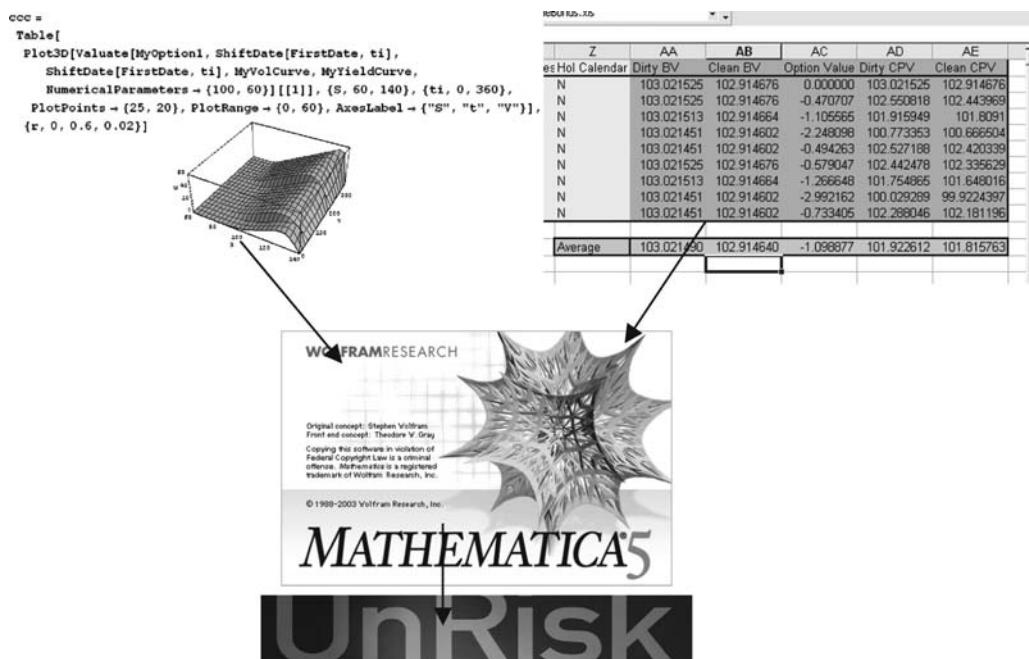 ccc =
Table[
Plot3D[Valuate[MyOption1, ShiftDate[FirstDate, ti],
ShiftDate[FirstDate, ti], MyVolCurve, MyYieldCurve,
NumericalParameters → {100, 60}][[1]], {S, 60, 140}, {ti, 0, 360},
PlotPoints → {25, 20}, PlotRange → {0, 60}, AxesLabel → {"S", "t", "V"}],
{r, 0, 0.6, 0.02}]
Z AA AB AC AD AE
Hol Calendar Dirty BV Clean BV Option Value Dirty CPV Clean CPV
N 103.021525 102.914676 0.000000 103.021525 102.914676
N 103.021525 102.914676 -0.470707 102.550818 102.443969
N 103.021513 102.914664 -1.105565 101.915949 101.8091
N 103.021451 102.914602 -2.248098 100.773353 100.666504
N 103.021451 102.914602 -0.494263 102.527188 102.420339
N 103.021525 102.914676 -0.579047 102.442478 102.335629
N 103.021513 102.914664 -1.266648 101.754865 101.648016
N 103.021451 102.914602 -2.992162 100.029289 99.9224397
N 103.021451 102.914602 -0.733405 102.288046 102.181196
Average 103.021490 102.914640 -1.098877 101.922612 101.815763
WOLFRAMRESEARCH
Original concept: Stephen Wolfram
Front end concept: Theodore W. Gray
Copying this software in violation of
Federal Copyright Law is a criminal
offense. Mathematica is a registered
trademark of Wolfram Research, Inc.
© 1988-2003 Wolfram Research, Inc.
MATHEMATICA 5
UnRisk